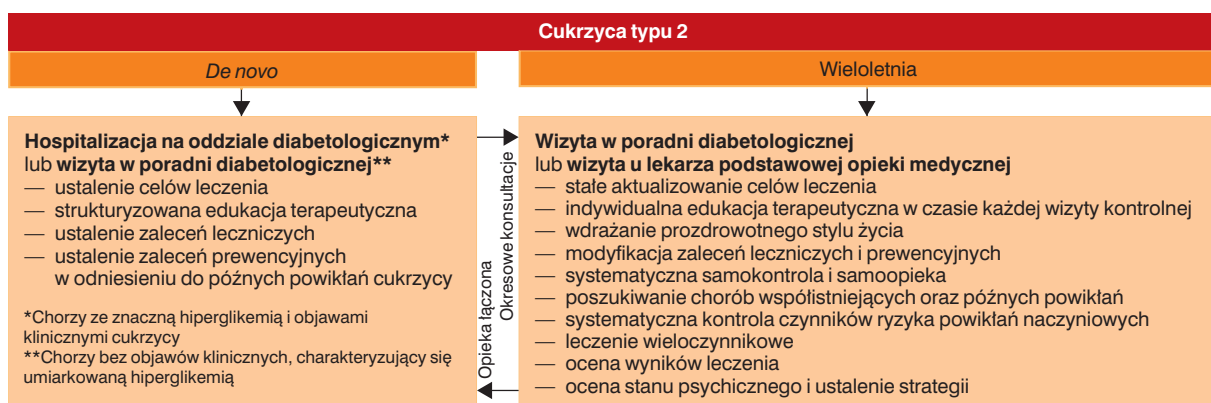 Cukrzyca typu 2
De novo
Wieloletnia
Hospitalizacja na oddziale diabetologicznym*
lub wizyta w poradni diabetologicznej**
— ustalenie celów leczenia
— strukturyzowana edukacja terapeutyczna
— ustalenie zaleceń leczniczych
— ustalenie zaleceń prewencyjnych
w odniesieniu do późnych powikłań cukrzycy
*Chorzy ze znaczną hiperglikemią i objawami
klinicznymi cukrzycy
**Chorzy bez objawów klinicznych, charakteryzujący się
umiarkowaną hiperglikemią
Opieka łączona
Okresowe konsultacje
Wizyta w poradni diabetologicznej
lub wizyta u lekarza podstawowej opieki medycznej
— stałe aktualizowanie celów leczenia
— indywidualna edukacja terapeutyczna w czasie każdej wizyty kontrolnej
— wdrażanie prozdrowotnego stylu życia
— modyfikacja zaleceń leczniczych i prewencyjnych
— systematyczna samokontrola i samoopieka
— poszukiwanie chorób współistniejących oraz późnych powikłań
— systematyczna kontrola czynników ryzyka powikłań naczyniowych
— leczenie wieloczynnikowe
— ocena wyników leczenia
— ocena stanu psychicznego i ustalenie strategii